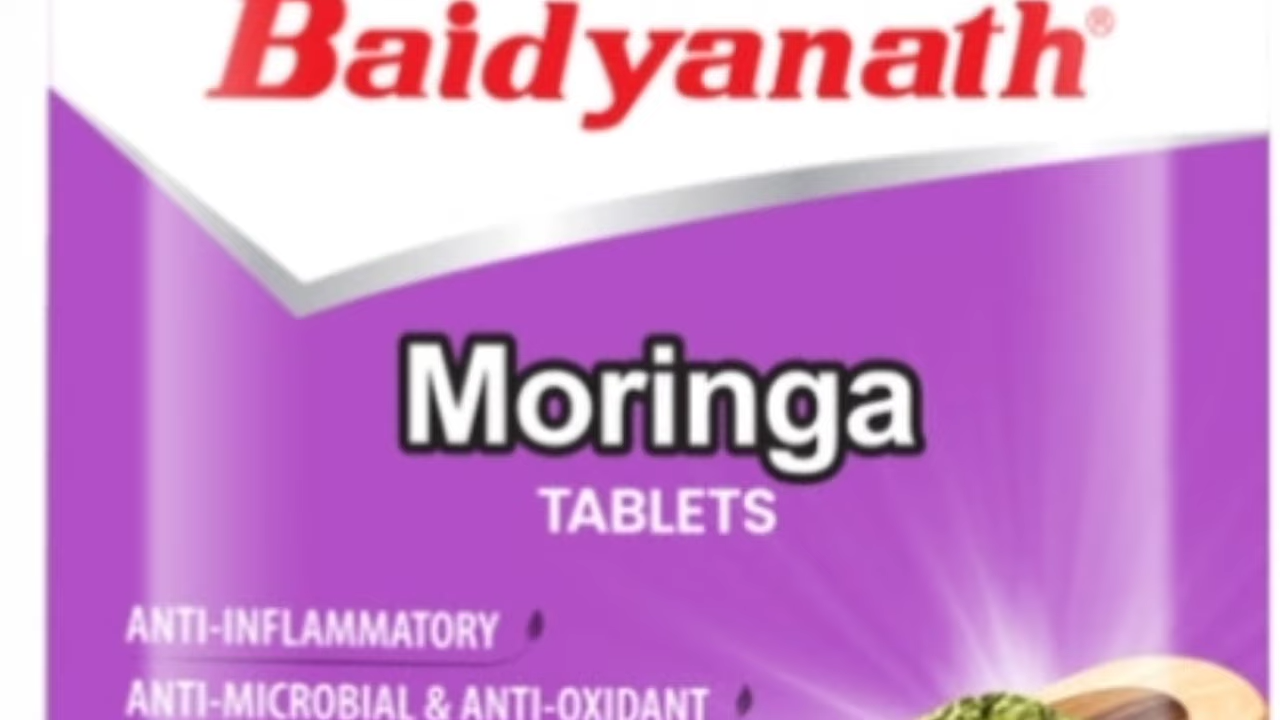 Baidyanath®
Moringa
TABLETS
ANTI-INFLAMMATORY
ANTI-MICROBIAL & ANTI-OXIDANT